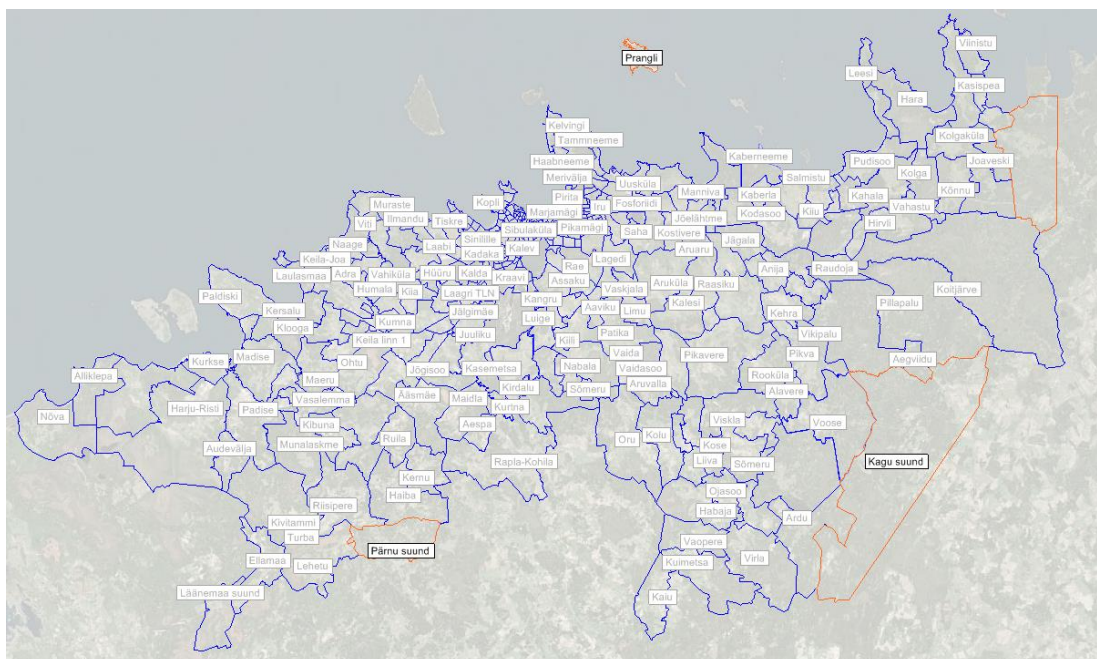 Viinistu
Prangli
Leesi
Kasispea
Hara
Kelvingi
Kolgaküla
Tammneeme
Kaberneeme
Haabneeme
Pudisoo
Joaveski
Merivälja
Salmistu
Kolga
Uusküla
Manniva
Kõnnu
Pirita
Kaberla
Kahala
Kopli
Iru
Fosforiidi
Muraste
Marjamägi
Vahastu
Kodasoo
Kiiu
Ilmandu
Tiskre
Jõelähtme
Viti
Pikamägi
Hirvli
Sibulaküla
Saha
Kostivere
Sinilille
Jägala
Naage
Laabi
Kalev
Aruaru
Kadaka
Keila-Joa
Lagedi
Rae
Anija
Raudoja
Laulasmaa
Adra
Vahiküla
Hüüru
Kalda
Kraavi
Assaku
Aruküla
Raasiku
Humala
Kiia
Laagri TLN
Vaskjala
Koitjärve
Paldiski
Kangru
Kalesi
Pillapalu
Kersalu
Jälgimäe
Aaviku
Limu
Kehra
Luige
Kumna
Klooga
Juuliku
Patika
Vikipalu
Keila linn 1
Kiili
Vaida
Pikavere
Pikva
Madise
Aegviidu
Kurkse
Ohtu
Jõgisoo
Kasemetsa
Nabala
Vaidasoo
Alliklepa
Maeru
Rooküla
Kirdalu
Sõmeru
Aruvalla
Alavere
Ääsmäe
Maidla
Vasalemma
Kurtna
Nõva
Harju-Risti
Padise
Viskla
Voose
Kibuna
Aespa
Ruila
Oru
Kolu
Munalaskme
Kose
Audevälja
Rapla-Kohila
Liiva
Sõmeru
Kagu suund
Kernu
Haiba
Ojasoo
Riisipere
Habaja
Ardu
Kivitammi
Turba
Pärnu suund
Vaopere
Ellamaa
Lehetu
Kuimetsa
Virla
Läänemaa suund
Kaiu